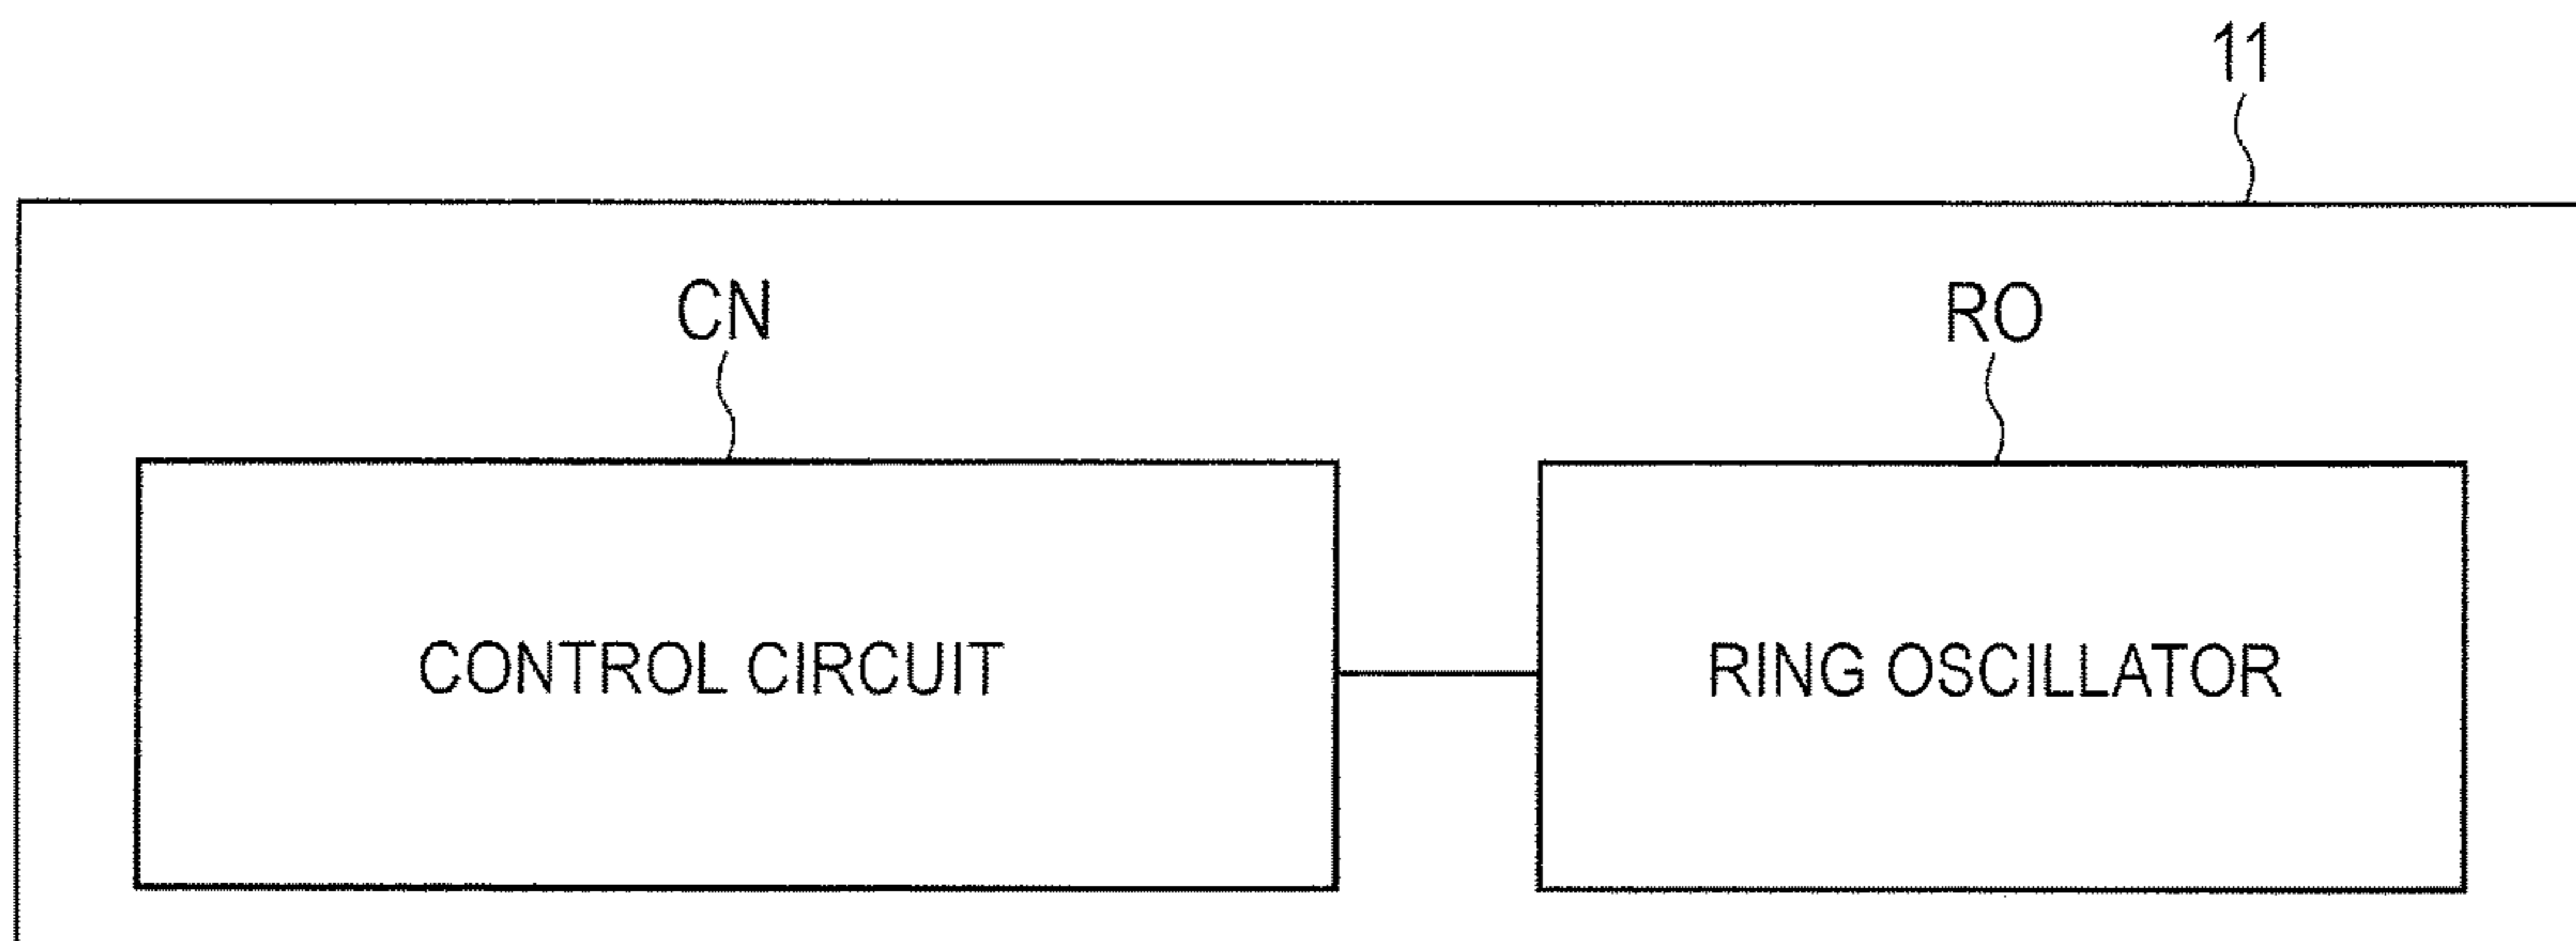 11
CN
RO
CONTROL CIRCUIT
RING OSCILLATOR